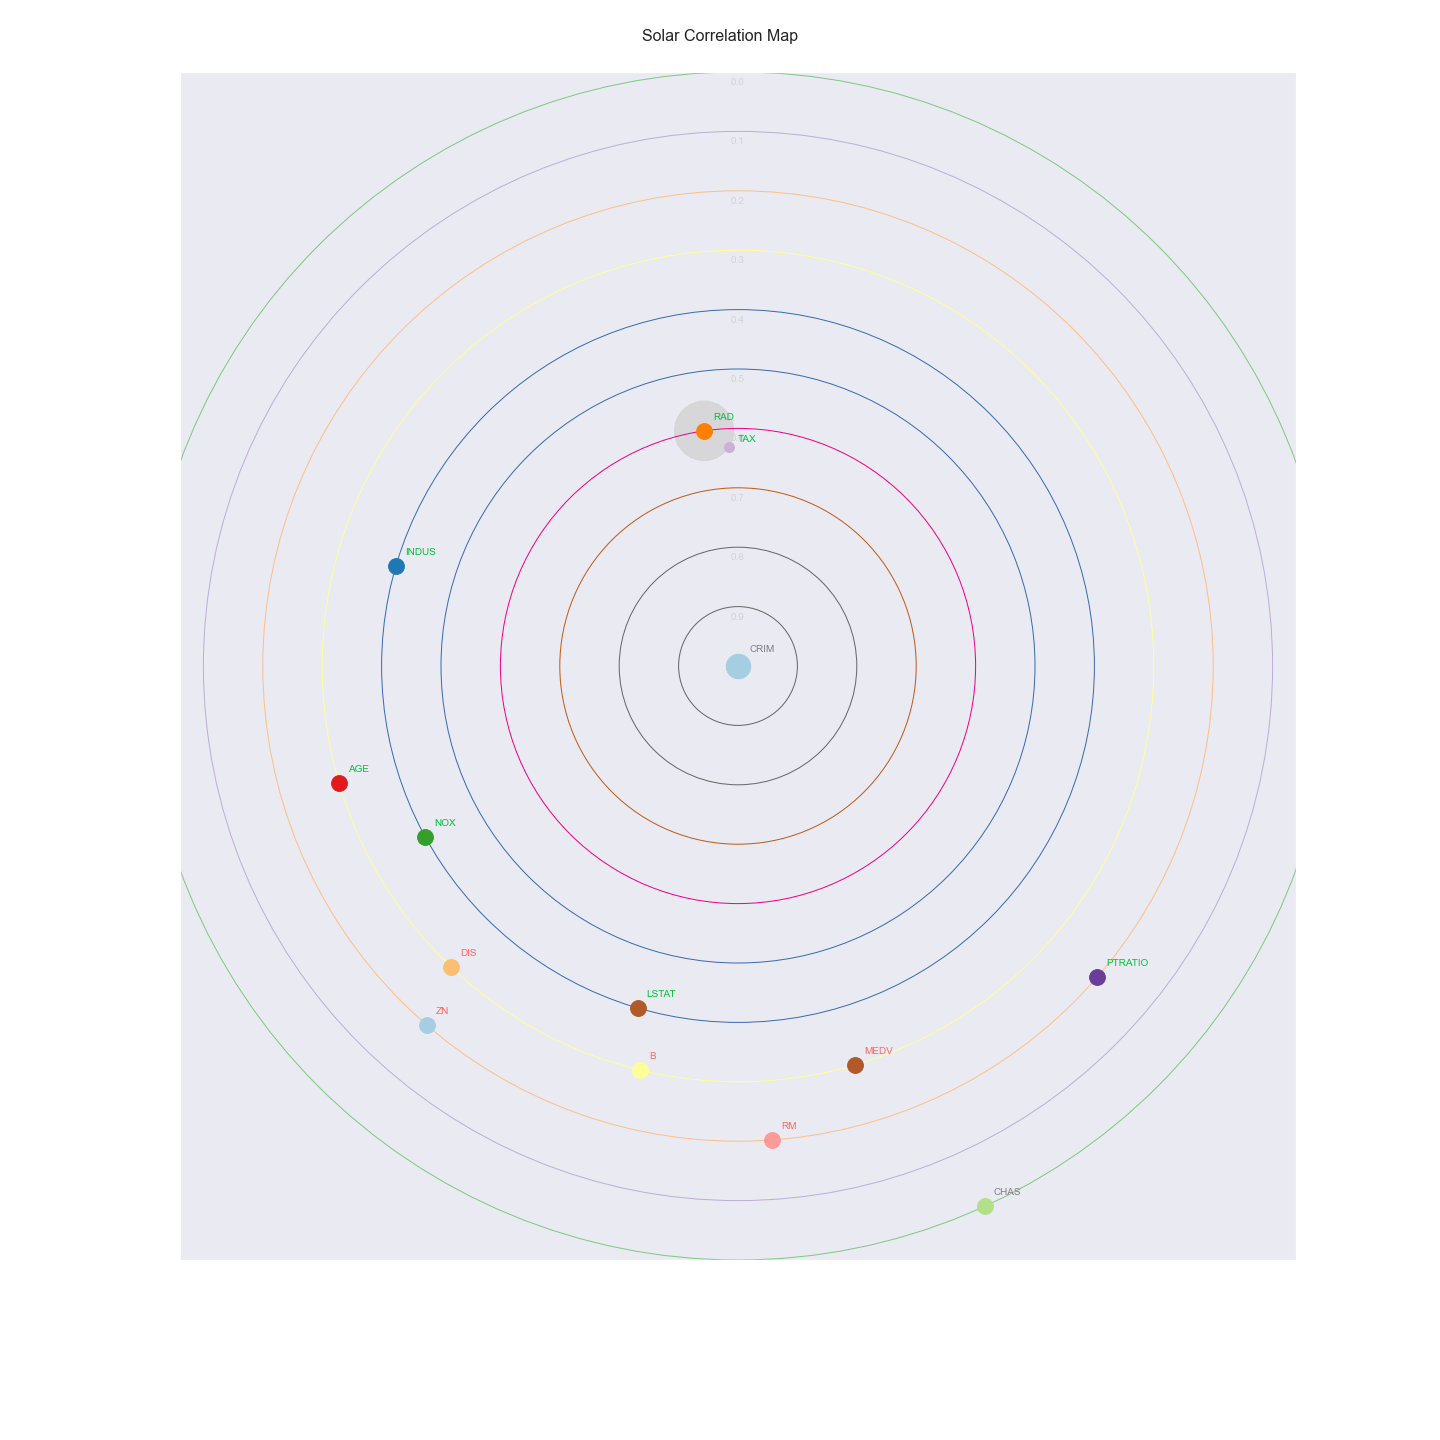 Solar Correlation Map
0.0
0.1
0.2
0.3
0.4
0.5
RAD
TAX
0.7
INDUS
0.8
0.9
CRIM
AGE
NOX
DIS
PTRATIO
LSTAT
ZN
MEDV
B
RM
CHAS